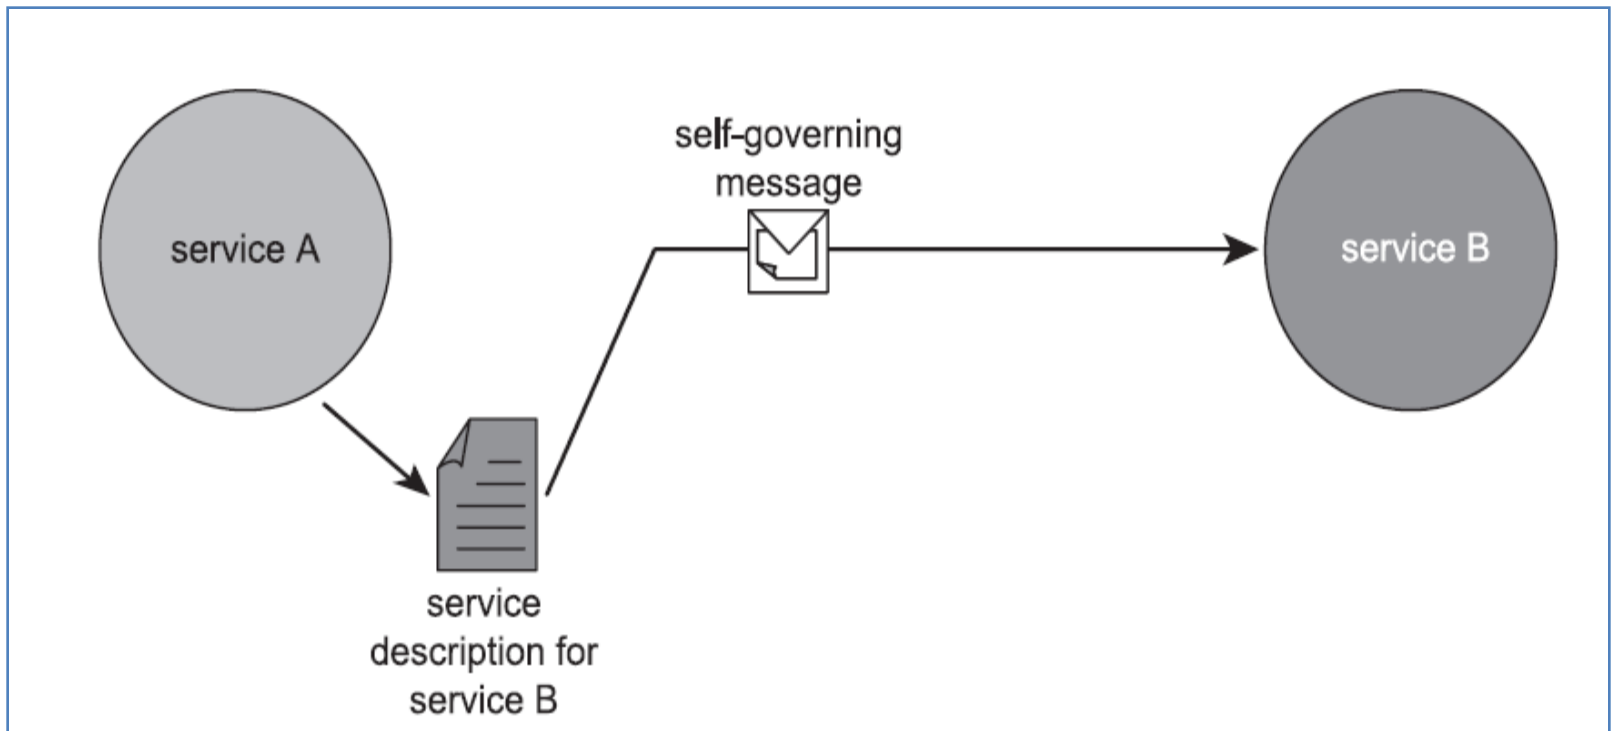 self-governing
message
service A
service B
service
description for
service B